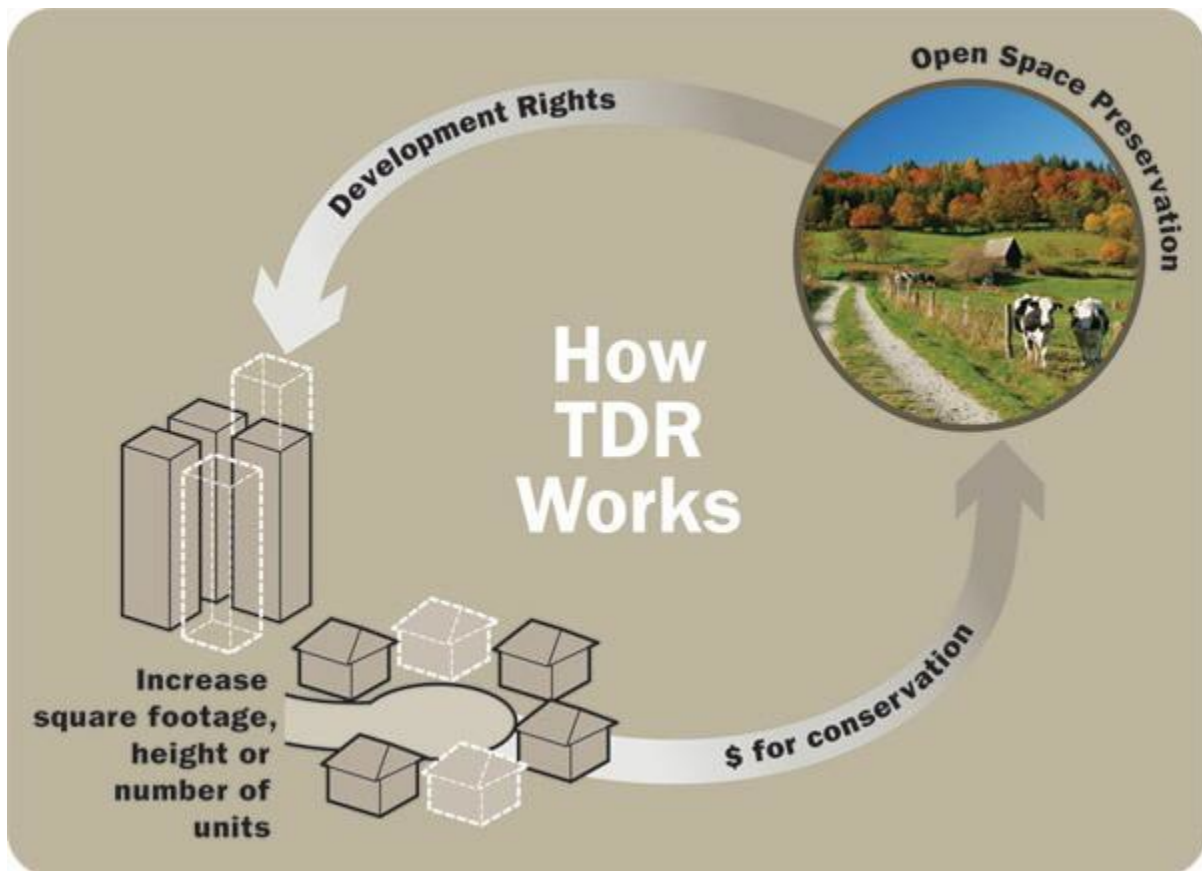 Open Space Preservation
Development Rights
How
TDR
Works
Increase
square footage,
height or
number of
units
$ for conservation